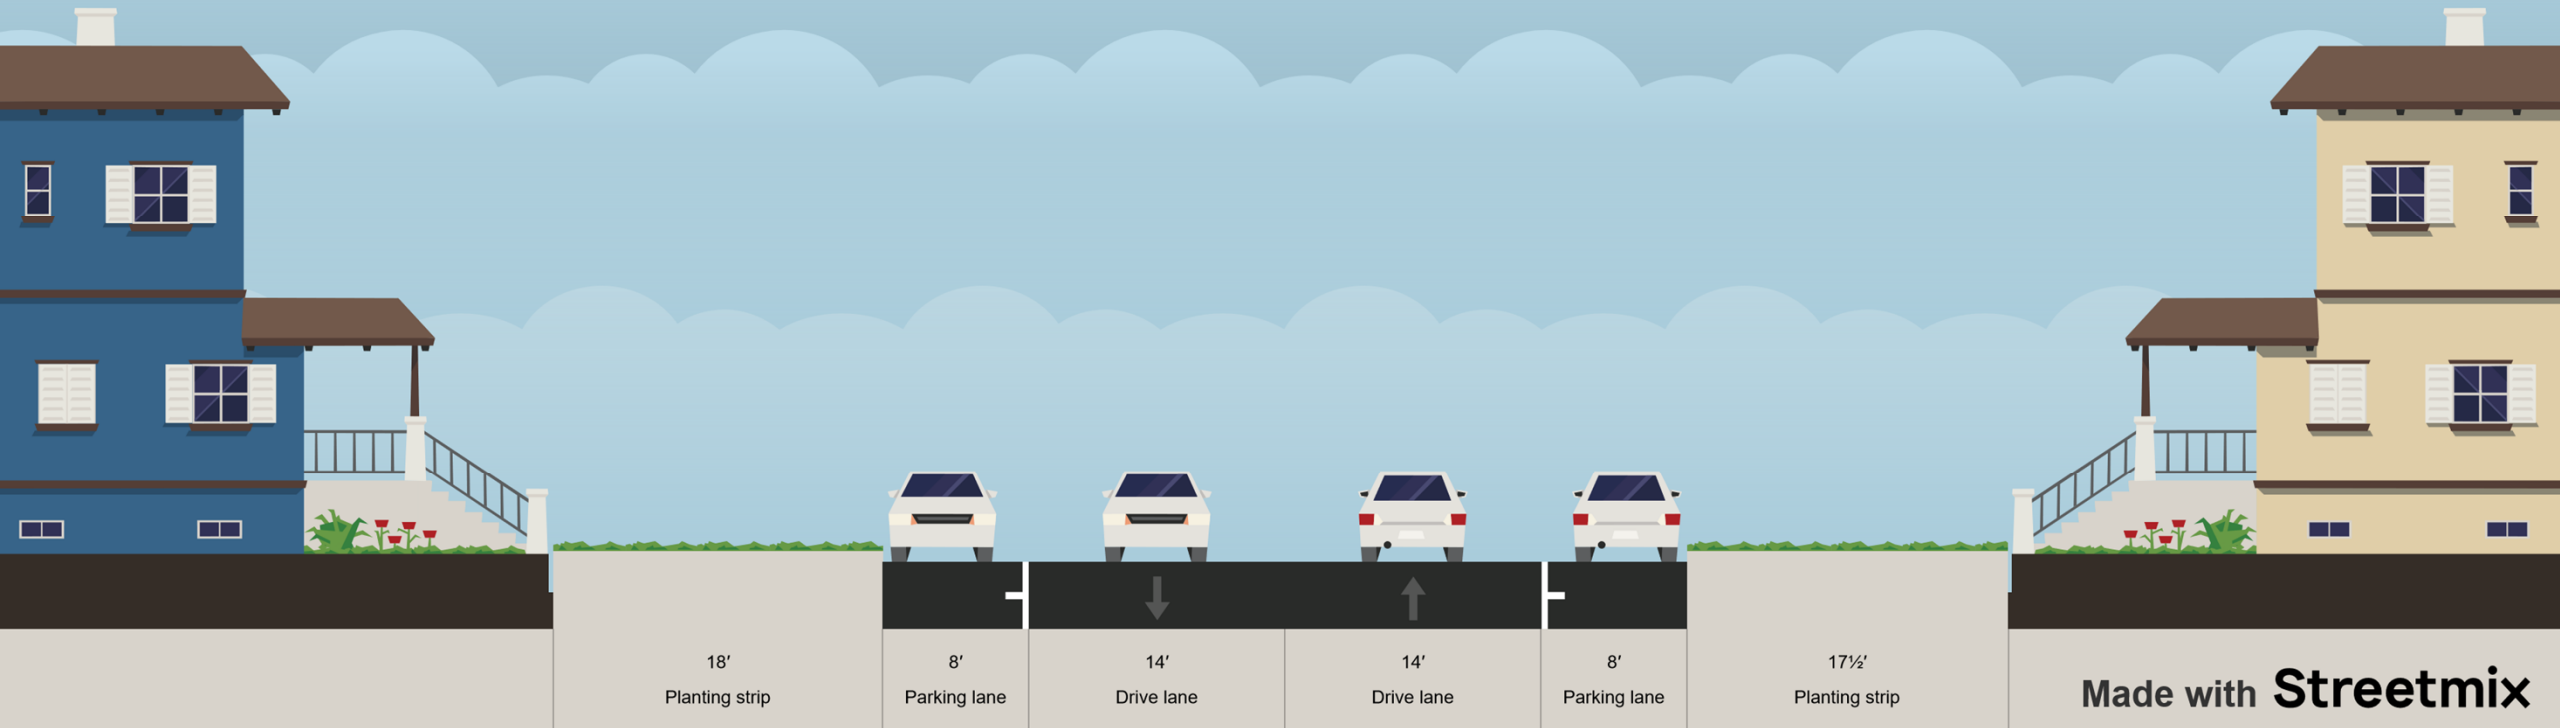 18′
Planting strip
8′
Parking lane
14′
Drive lane
14′
Drive lane
8′
Parking lane
17½′
Planting strip
Made with Streetmix